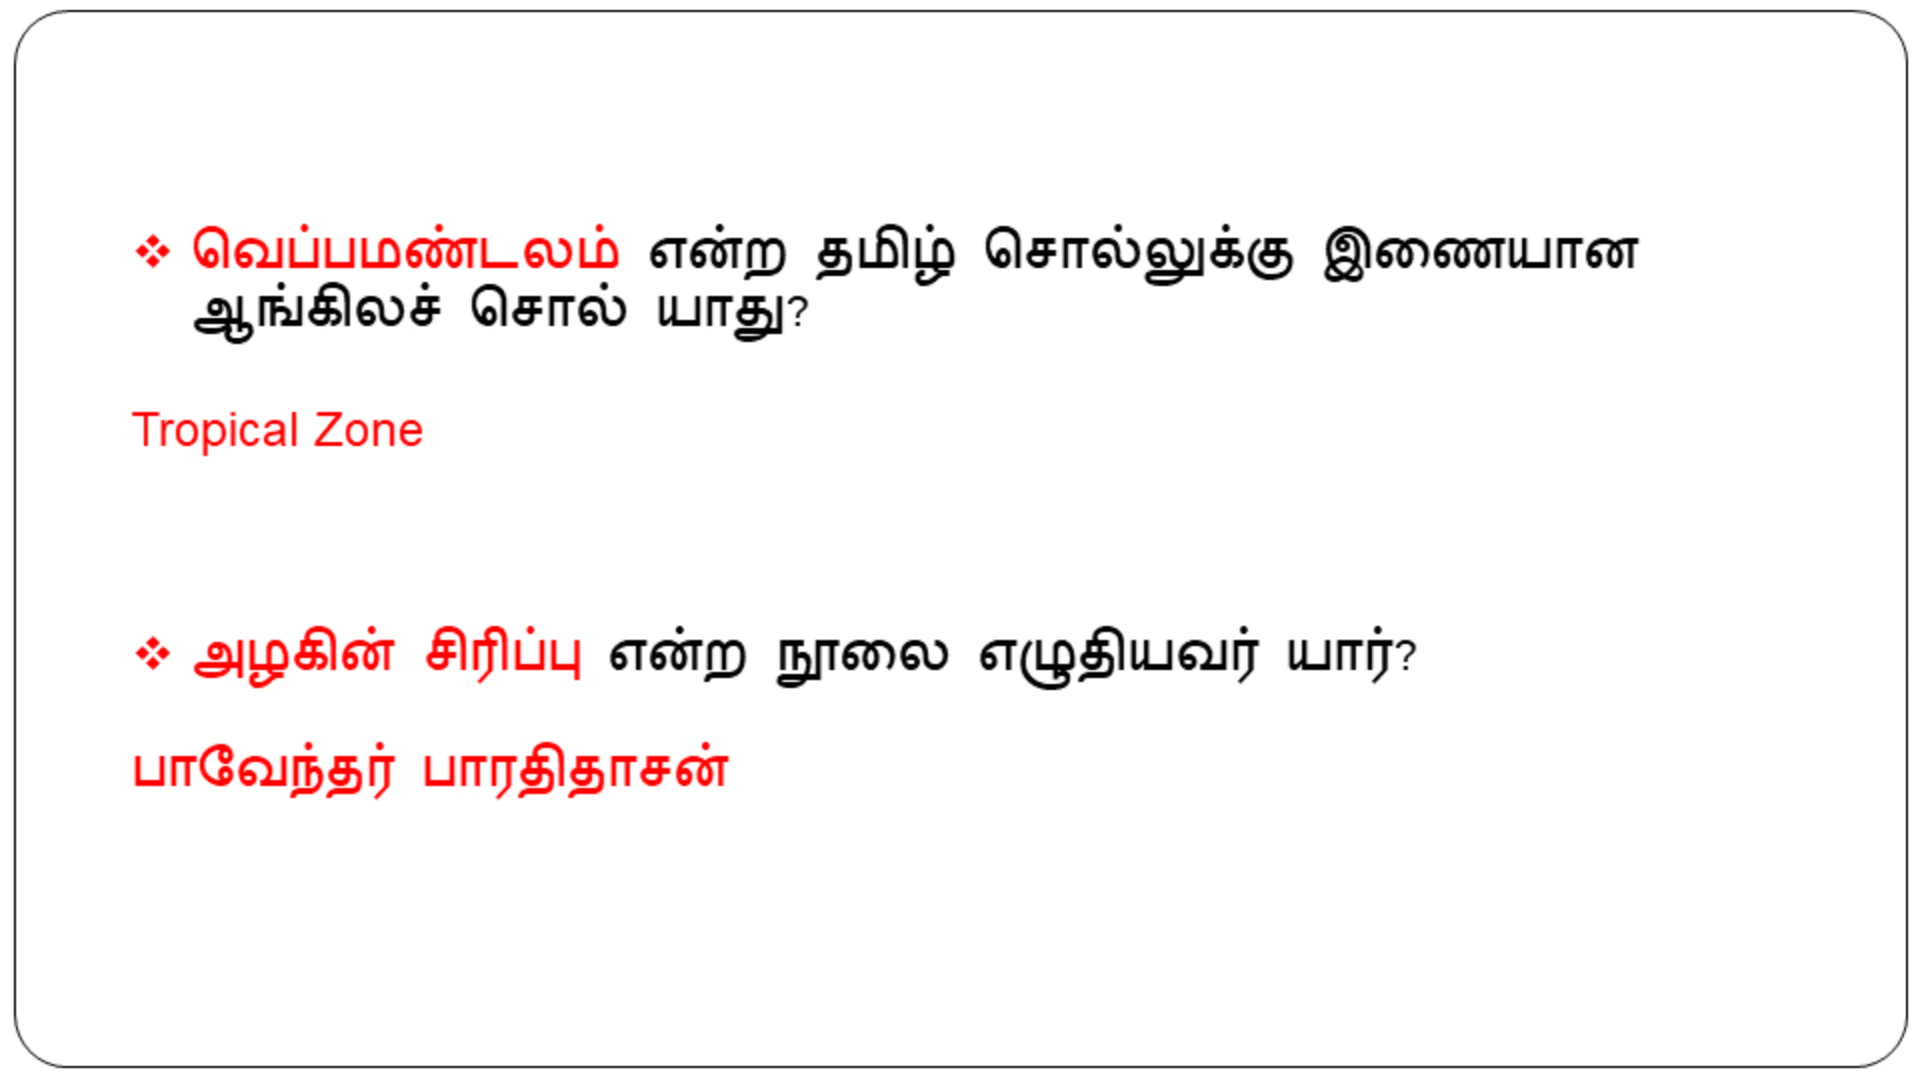 ❖ வெப்பமண்டலம் என்ற தமிழ் சொல்லுக்கு இணையான
ஆங்கிலச் சொல் யாது?
Tropical Zone
❖ அழகின் சிரிப்பு என்ற நூலை எழுதியவர் யார்?
பாவேந்தர் பாரதிதாசன்